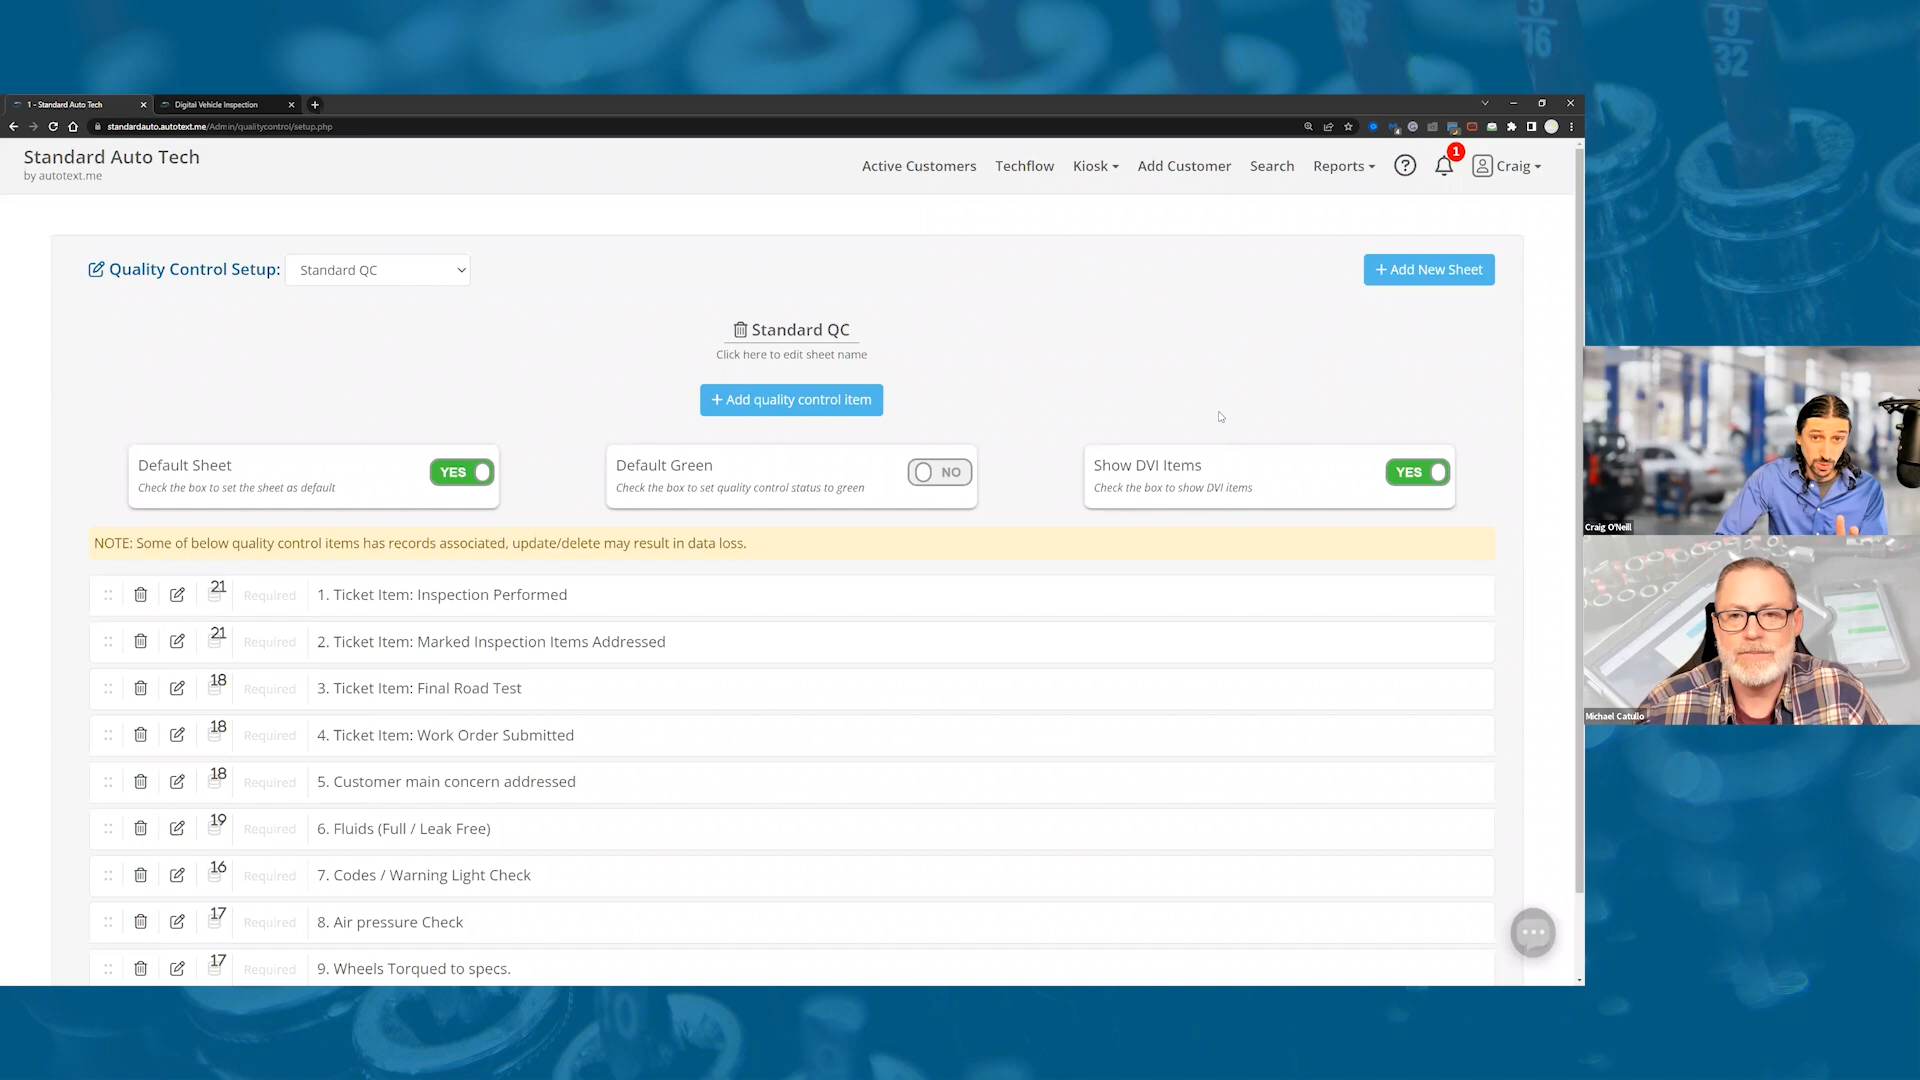 5
16
9
32
32
1 - Standard Auto Tech
Digital Vehicle Inspection
standardauto.autotext.me/Admin/qualitycontrol/setup.php
Standard Auto Tech
by autotext.me
Active Customers
Techflow
Kiosk
Add Customer
Search
Reports
?
1
Craig
Quality Control Setup:
Standard QC
+ Add New Sheet
Standard QC
Click here to edit sheet name
+ Add quality control item
Default Sheet
YES
Check the box to set the sheet as default
Default Green
NO
Check the box to set quality control status to green
Show DVI Items
YES
Check the box to show DVI items
NOTE: Some of below quality control items has records associated, update/delete may result in data loss.
21 Required 1. Ticket Item: Inspection Performed
21 Required 2. Ticket Item: Marked Inspection Items Addressed
18 Required 3. Ticket Item: Final Road Test
18 Required 4. Ticket Item: Work Order Submitted
18 Required 5. Customer main concern addressed
19 Required 6. Fluids (Full / Leak Free)
16 Required 7. Codes / Warning Light Check
17 Required 8. Air pressure Check
17 Required 9. Wheels Torqued to specs.
Craig O'Neill
Michael Catullo